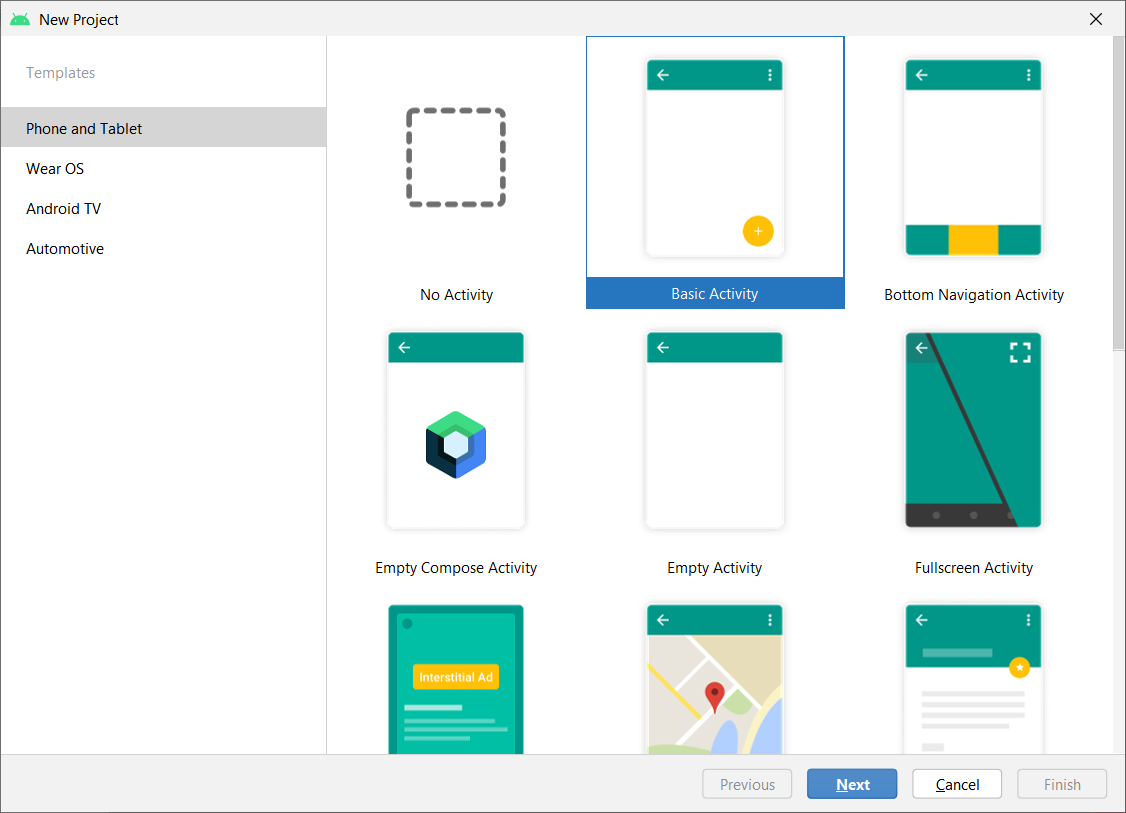 New Project
Templates
Phone and Tablet
Wear OS
Android TV
Automotive
No Activity
Basic Activity
Bottom Navigation Activity
Empty Compose Activity
Empty Activity
Fullscreen Activity
Interstitial Ad
Previous
Next
Cancel
Finish